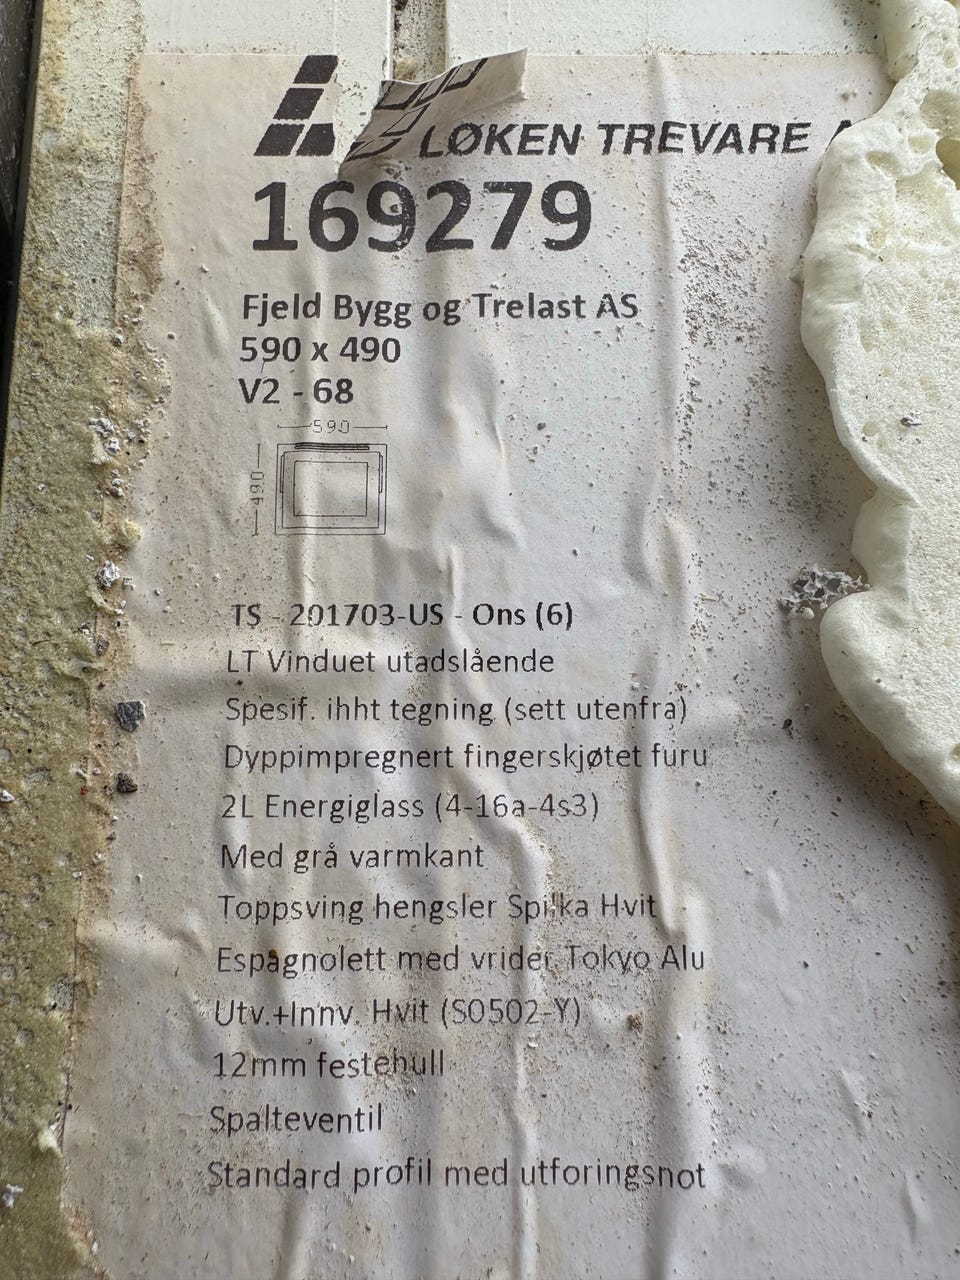 LØKEN TREVARE A
169279
Fjeld Bygg og Trelast AS
590 x 490
V2 - 68
590
490
TS - 201703-US - Ons (6)
LT Vinduet utadslående
Spesif. ihht tegning (sett utenfra)
Dyppimpregnert fingerskjøtet furu
2L Energiglass (4-16a-4s3)
Med grå varmkant
Toppsving hengsler Spilka Hvit
Espagnolett med vrider Tokyo Alu
Utv.+Innv. Hvit (S0502-Y)
12mm festehull
Spalteventil
Standard profil med utforingsnot